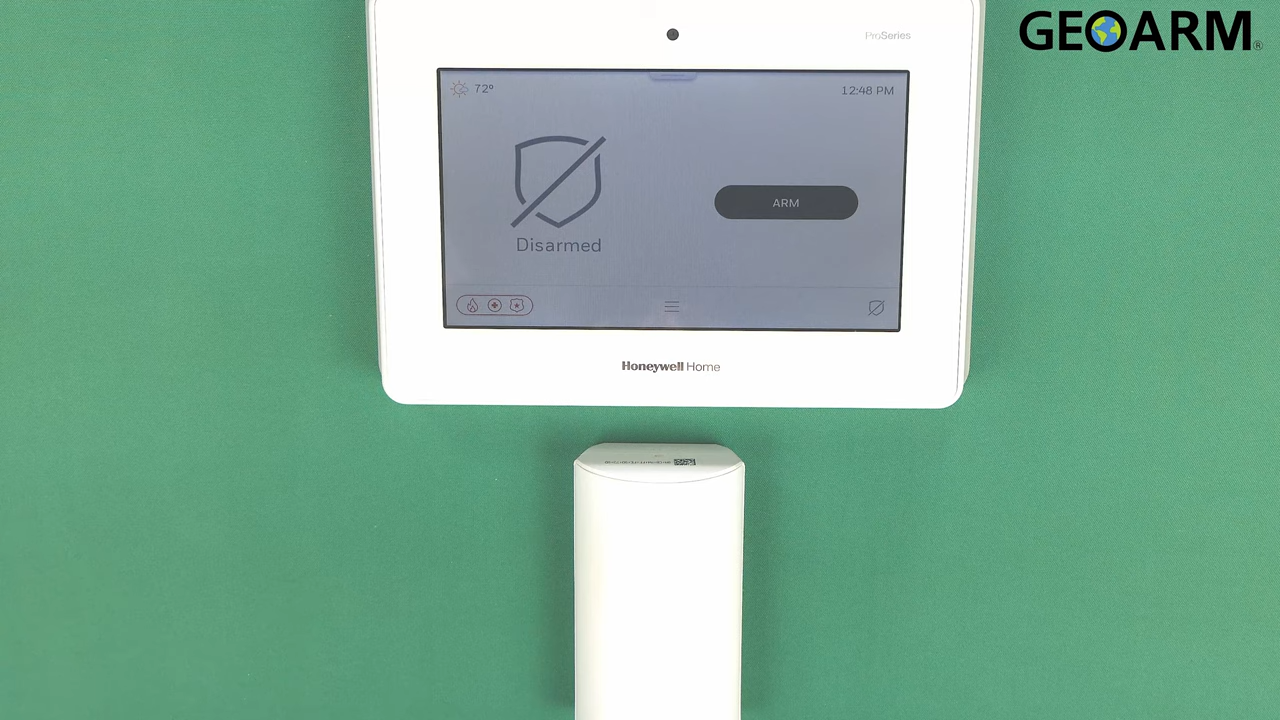 GEOARM®
ProSeries
72°
12:48 PM
ARM
Disarmed
Honeywell Home